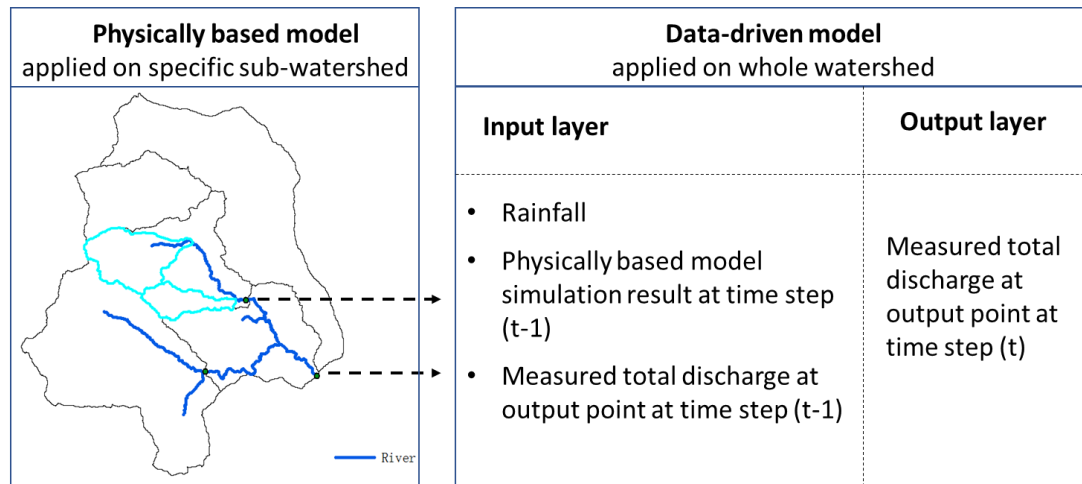 Physically based model
applied on specific sub-watershed
River
Data-driven model
applied on whole watershed
Input layer
• Rainfall
• Physically based model
simulation result at time step
(t-1)
• Measured total discharge at
output point at time step (t-1)
Output layer
Measured total
discharge at
output point at
time step (t)